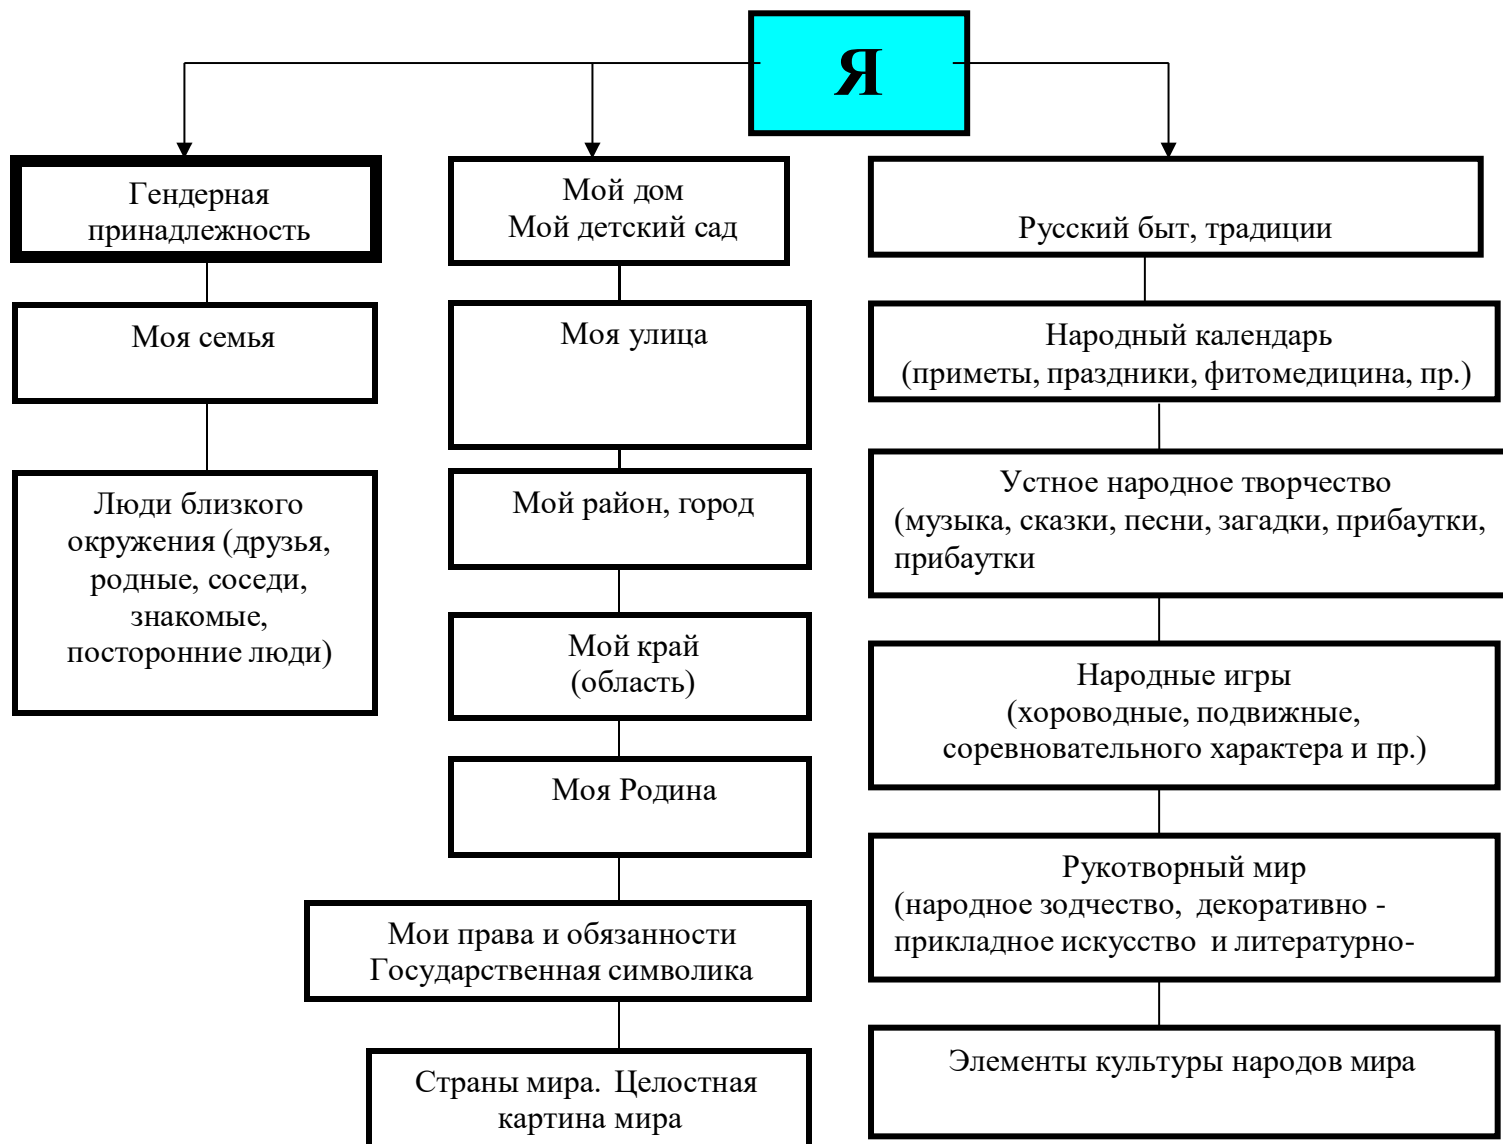 Я
Гендерная
принадлежность
Моя семья
Люди близкого
окружения (друзья,
родные, соседи,
знакомые,
посторонние люди)
Мой дом
Мой детский сад
Моя улица
Мой район, город
Мой край
(область)
Моя Родина
Мои права и обязанности
Государственная символика
Страны мира. Целостная
картина мира
Русский быт, традиции
Народный календарь
(приметы, праздники, фитомедицина, пр.)
Устное народное творчество
(музыка, сказки, песни, загадки, прибаутки,
прибаутки
Народные игры
(хороводные, подвижные,
соревновательного характера и пр.)
Рукотворный мир
(народное зодчество, декоративно -
прикладное искусство и литературно-
Элементы культуры народов мира